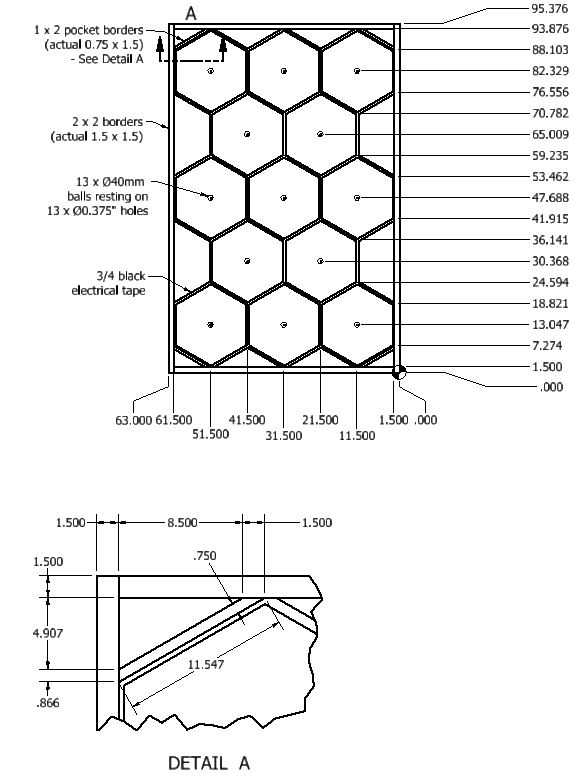 A
1 x 2 pocket borders
(actual 0.75 x 1.5)
- See Detail A
2 x 2 borders
(actual 1.5 x 1.5)
13 x Ø40mm
balls resting on
13 x Ø0.375" holes
3/4 black
electrical tape
95.376
93.876
88.103
82.329
76.556
70.782
65.009
59.235
53.462
47.688
41.915
36.141
30.368
24.594
18.821
13.047
7.274
1.500
.000
63.000 61.500 41.500 21.500 1.500 .000
51.500 31.500 11.500
1.500 8.500 1.500
1.500
.750
4.907
11.547
.866
DETAIL A